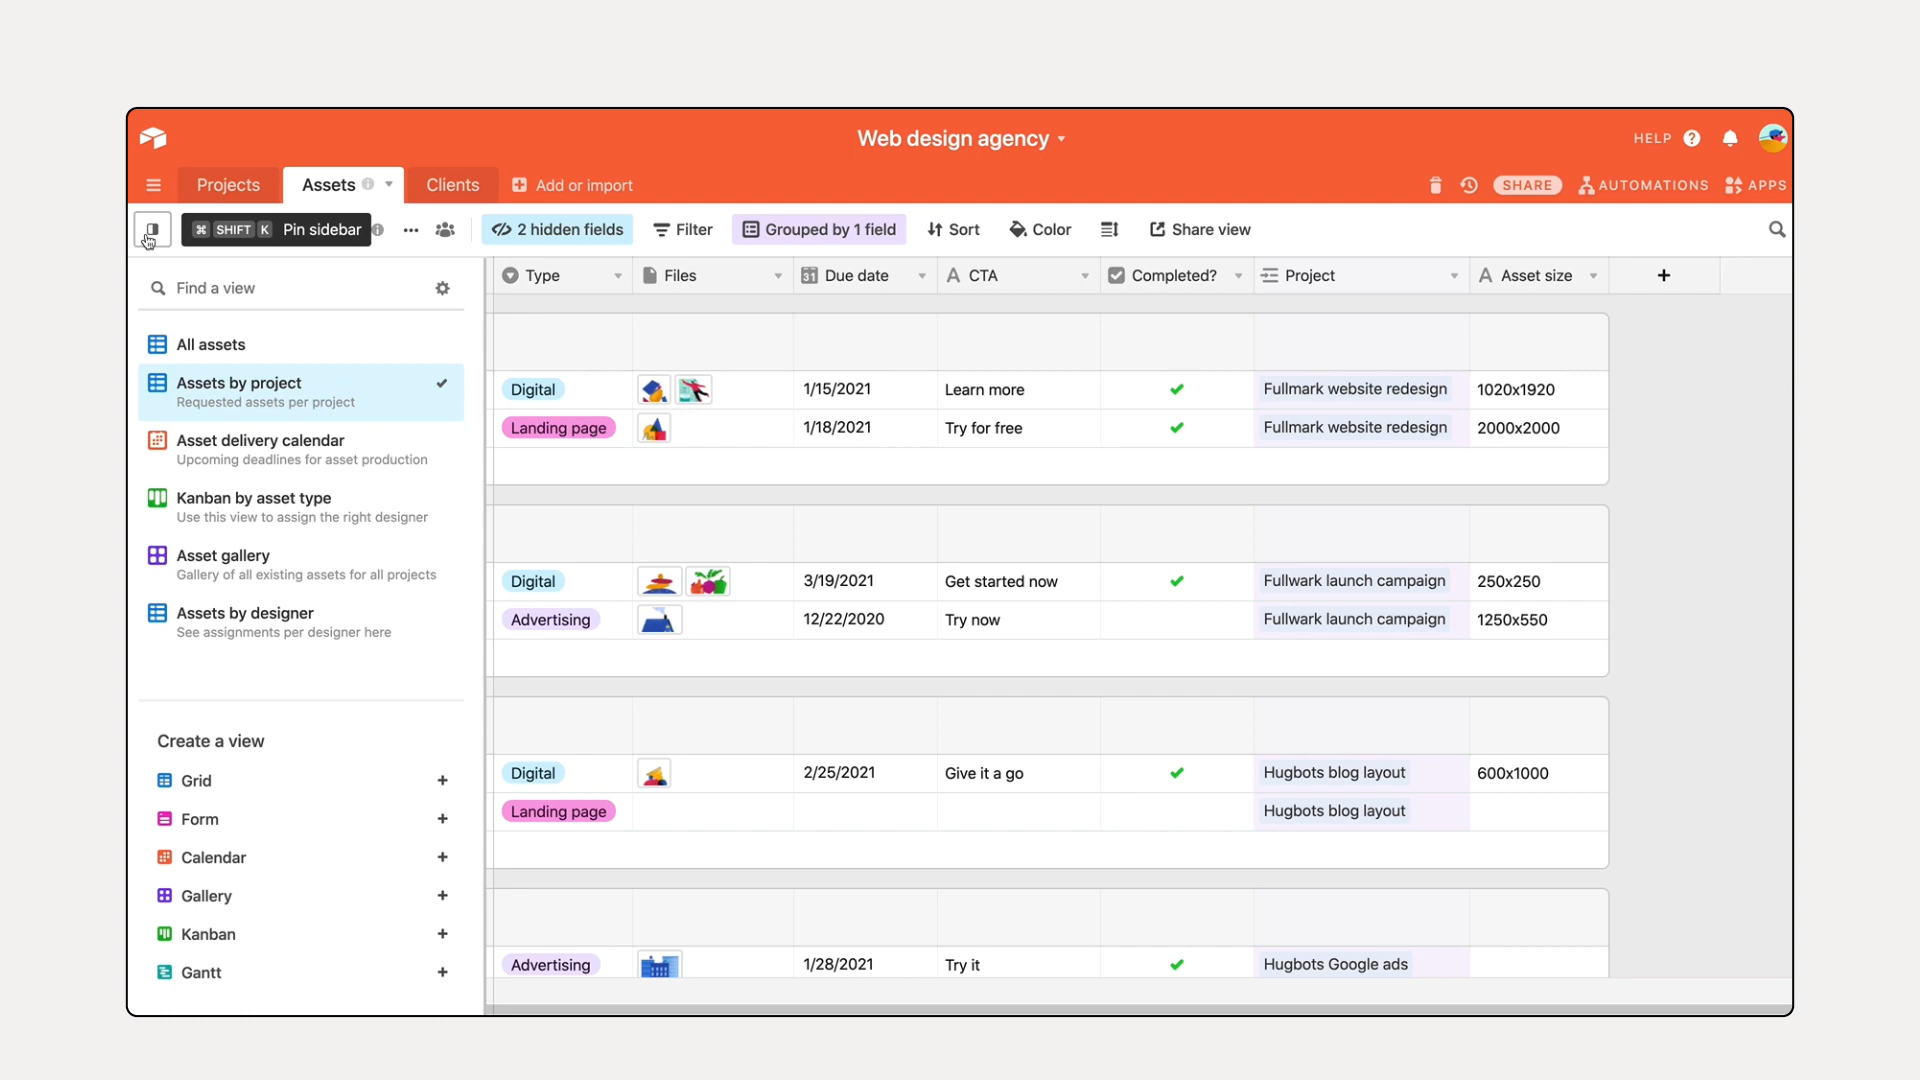 Web design agency
HELP
Projects
Assets
Clients
Add or import
SHARE
AUTOMATIONS
APPS
⌘ SHIFT K Pin sidebar
2 hidden fields
Filter
Grouped by 1 field
Sort
Color
Share view
Find a view
All assets
Assets by project
Requested assets per project
Asset delivery calendar
Upcoming deadlines for asset production
Kanban by asset type
Use this view to assign the right designer
Asset gallery
Gallery of all existing assets for all projects
Assets by designer
See assignments per designer here
Create a view
Grid
Form
Calendar
Gallery
Kanban
Gantt
Type Files 31 Due date A CTA Completed? Project A Asset size
Digital 1/15/2021 Learn more Fullmark website redesign 1020x1920
Landing page 1/18/2021 Try for free Fullmark website redesign 2000x2000
Digital 3/19/2021 Get started now Fullwark launch campaign 250x250
Advertising 12/22/2020 Try now Fullwark launch campaign 1250x550
Digital 2/25/2021 Give it a go Hugbots blog layout 600x1000
Landing page Hugbots blog layout
Advertising 1/28/2021 Try it Hugbots Google ads